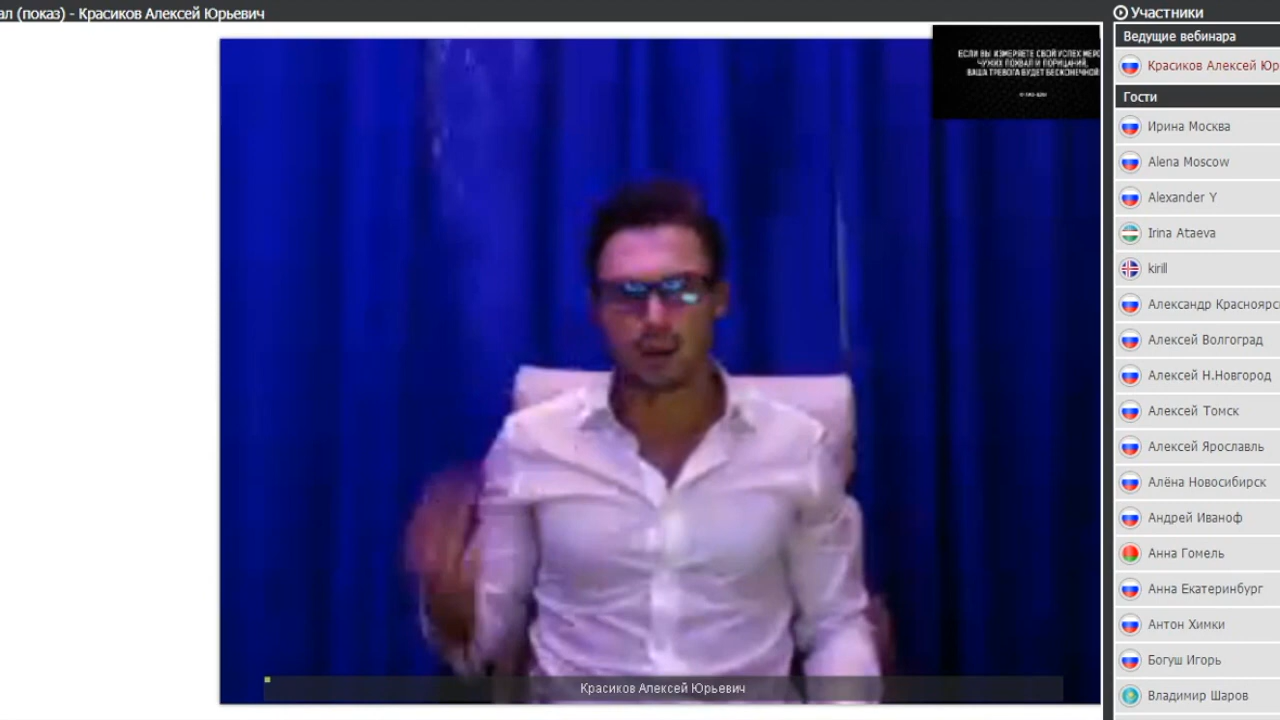 ал (показ) - Красиков Алексей Юрьевич
ЕСЛИ ВЫ ИЗМЕРЯЕТЕ СВОЙ УСПЕХ МЕРО
ЧУЖИХ ПОХВАЛ И ПОРИЦАНИЙ,
ВАША ТРЕВОГА БУДЕТ БЕСКОНЕЧНОЙ
Красиков Алексей Юрьевич
Участники
Ведущие вебинара
Красиков Алексей Юр
Гости
Ирина Москва
Alena Moscow
Alexander Y
Irina Ataeva
kirill
Александр Красноярс
Алексей Волгоград
Алексей Н.Новгород
Алексей Томск
Алексей Ярославль
Алёна Новосибирск
Андрей Иваноф
Анна Гомель
Анна Екатеринбург
Антон Химки
Богуш Игорь
Владимир Шаров